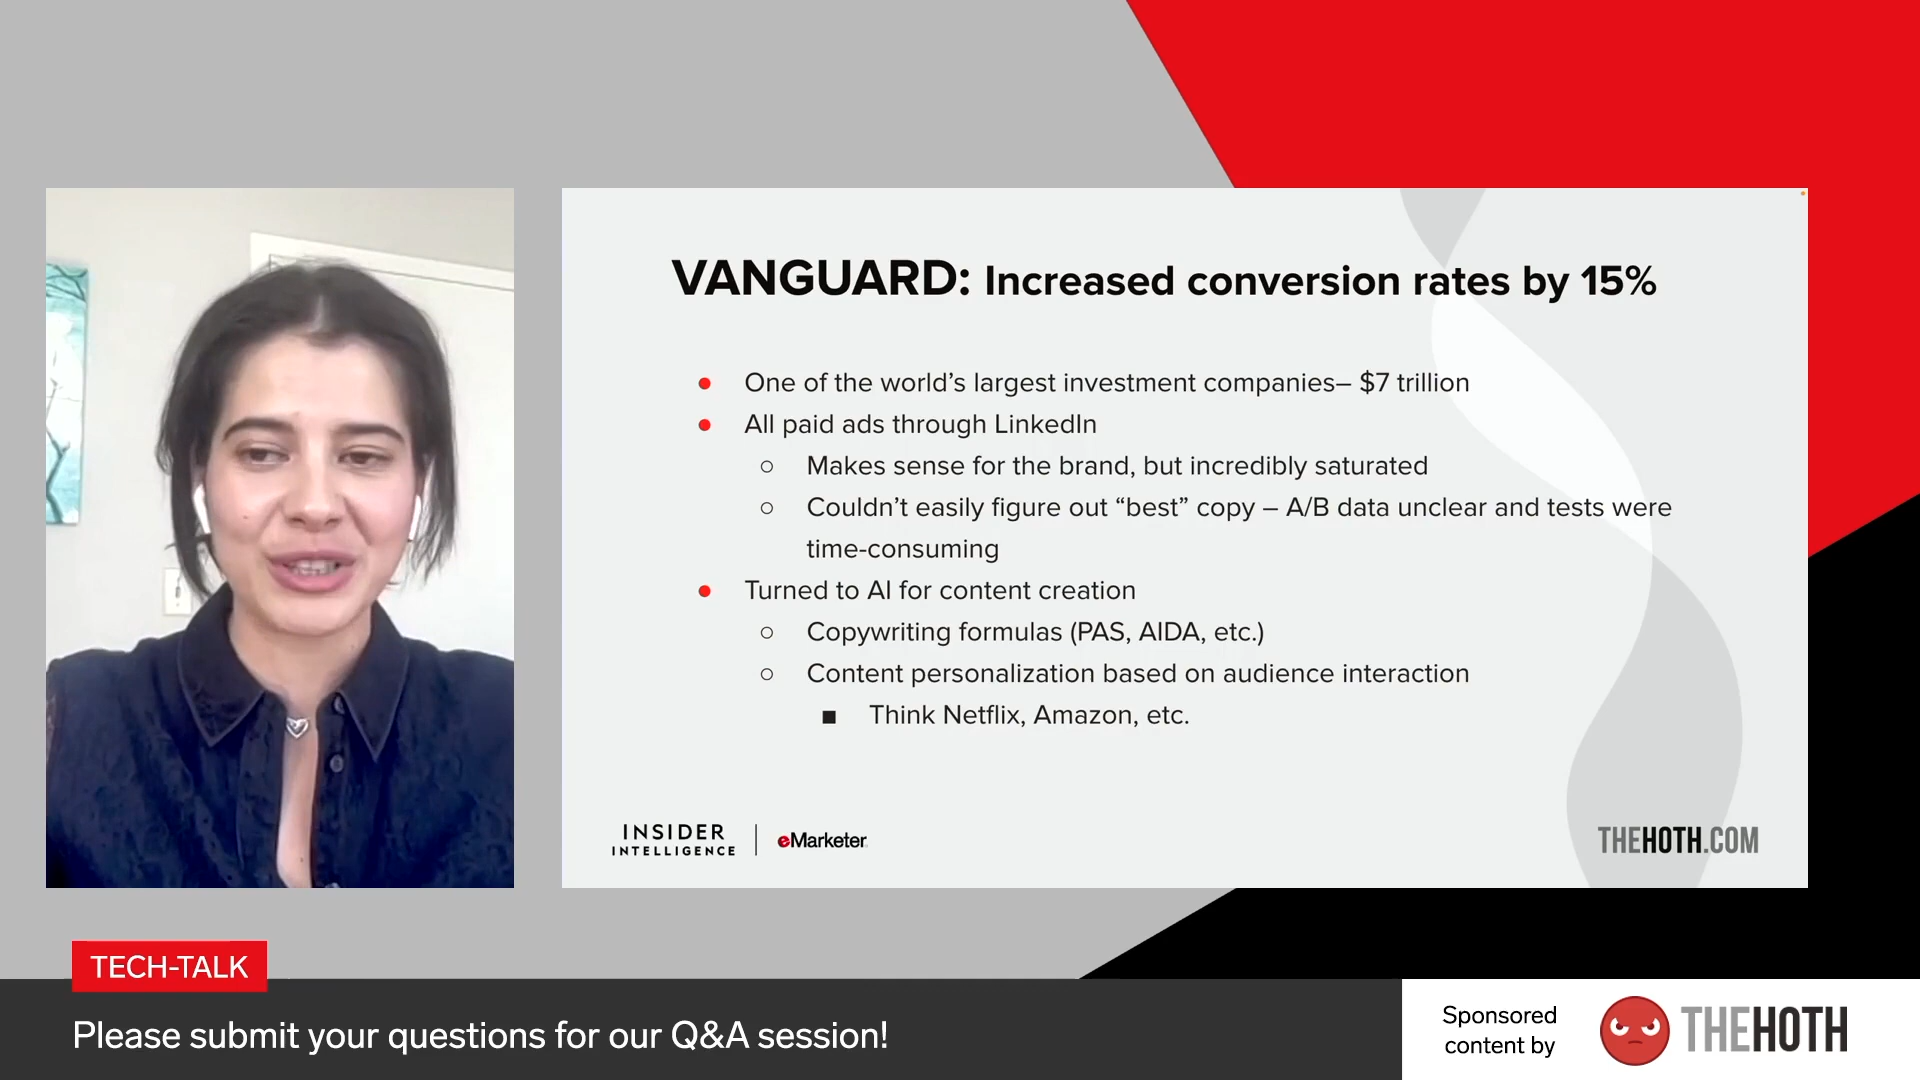 VANGUARD: Increased conversion rates by 15%
● One of the world's largest investment companies– $7 trillion
● All paid ads through LinkedIn
○ Makes sense for the brand, but incredibly saturated
○ Couldn't easily figure out “best” copy – A/B data unclear and tests were
time-consuming
● Turned to AI for content creation
○ Copywriting formulas (PAS, AIDA, etc.)
○ Content personalization based on audience interaction
■ Think Netflix, Amazon, etc.
INSIDER
INTELLIGENCE
eMarketer
THEHOTH.COM
TECH-TALK
Please submit your questions for our Q&A session!
Sponsored
content by
THEHOTH